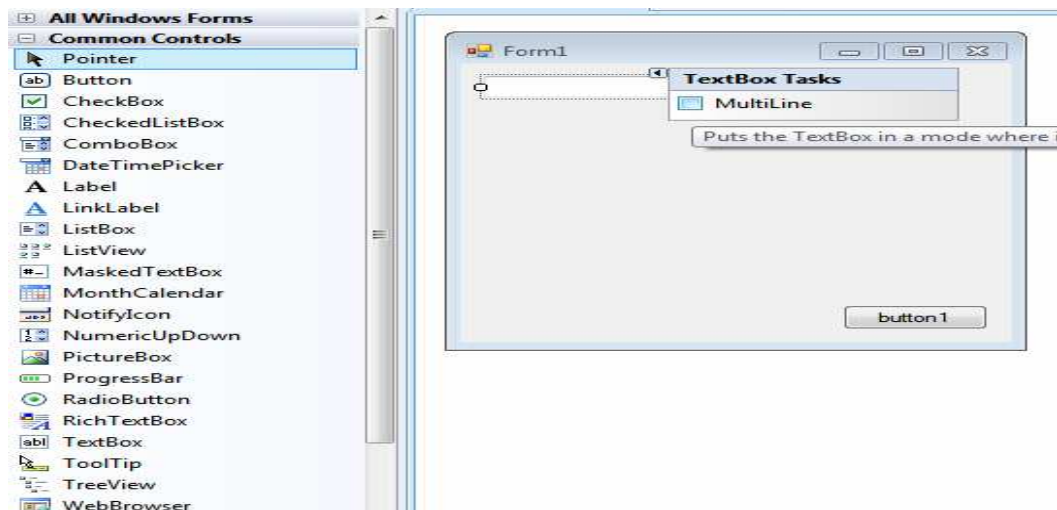 All Windows Forms
Common Controls
Pointer
Button
CheckBox
CheckedListBox
ComboBox
DateTimePicker
Label
LinkLabel
ListBox
ListView
MaskedTextBox
MonthCalendar
NotifyIcon
NumericUpDown
PictureBox
ProgressBar
RadioButton
RichTextBox
TextBox
ToolTip
TreeView
WebBrowser
Form1
TextBox Tasks
MultiLine
Puts the TextBox in a mode where
button1